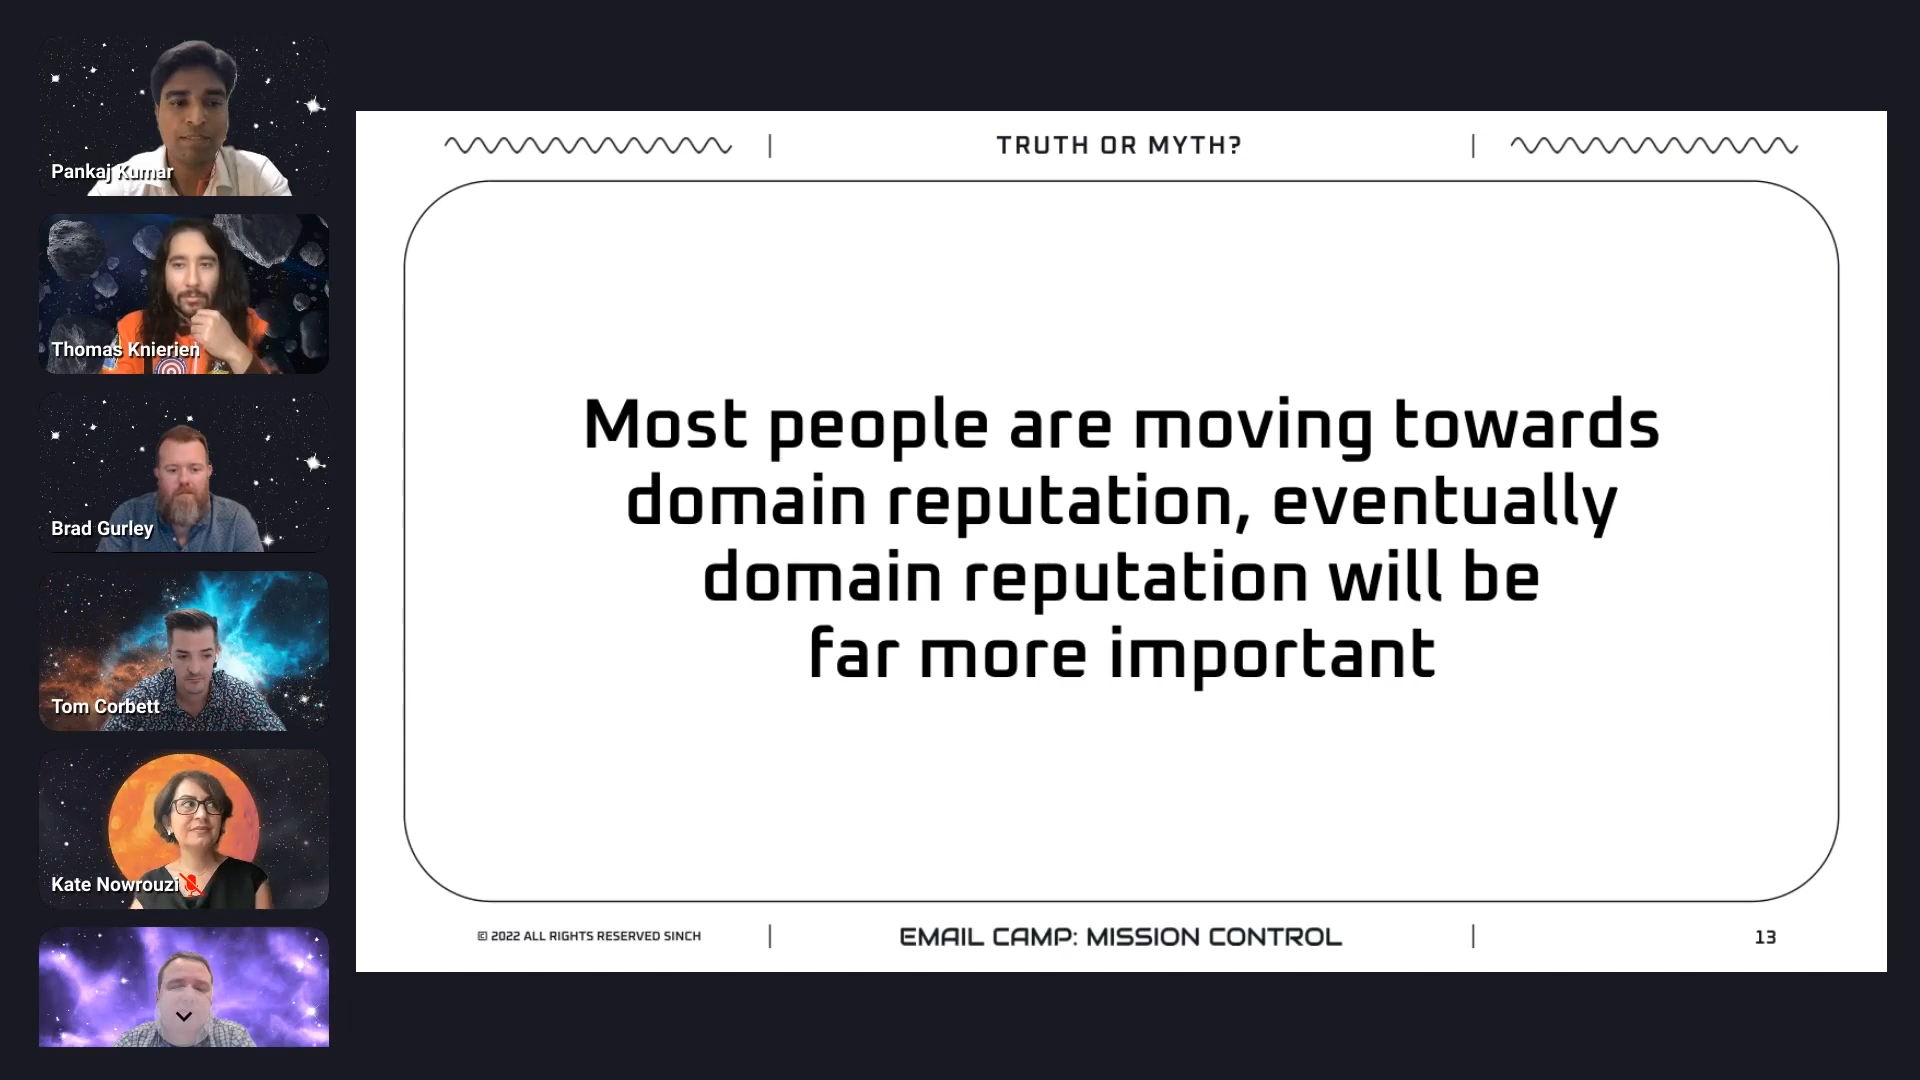 Pankaj Kumar
Thomas Knierien
Brad Gurley
Tom Corbett
Kate Nowrouzi
TRUTH OR MYTH?
Most people are moving towards
domain reputation, eventually
domain reputation will be
far more important
© 2022 ALL RIGHTS RESERVED SINCH
EMAIL CAMP: MISSION CONTROL
13